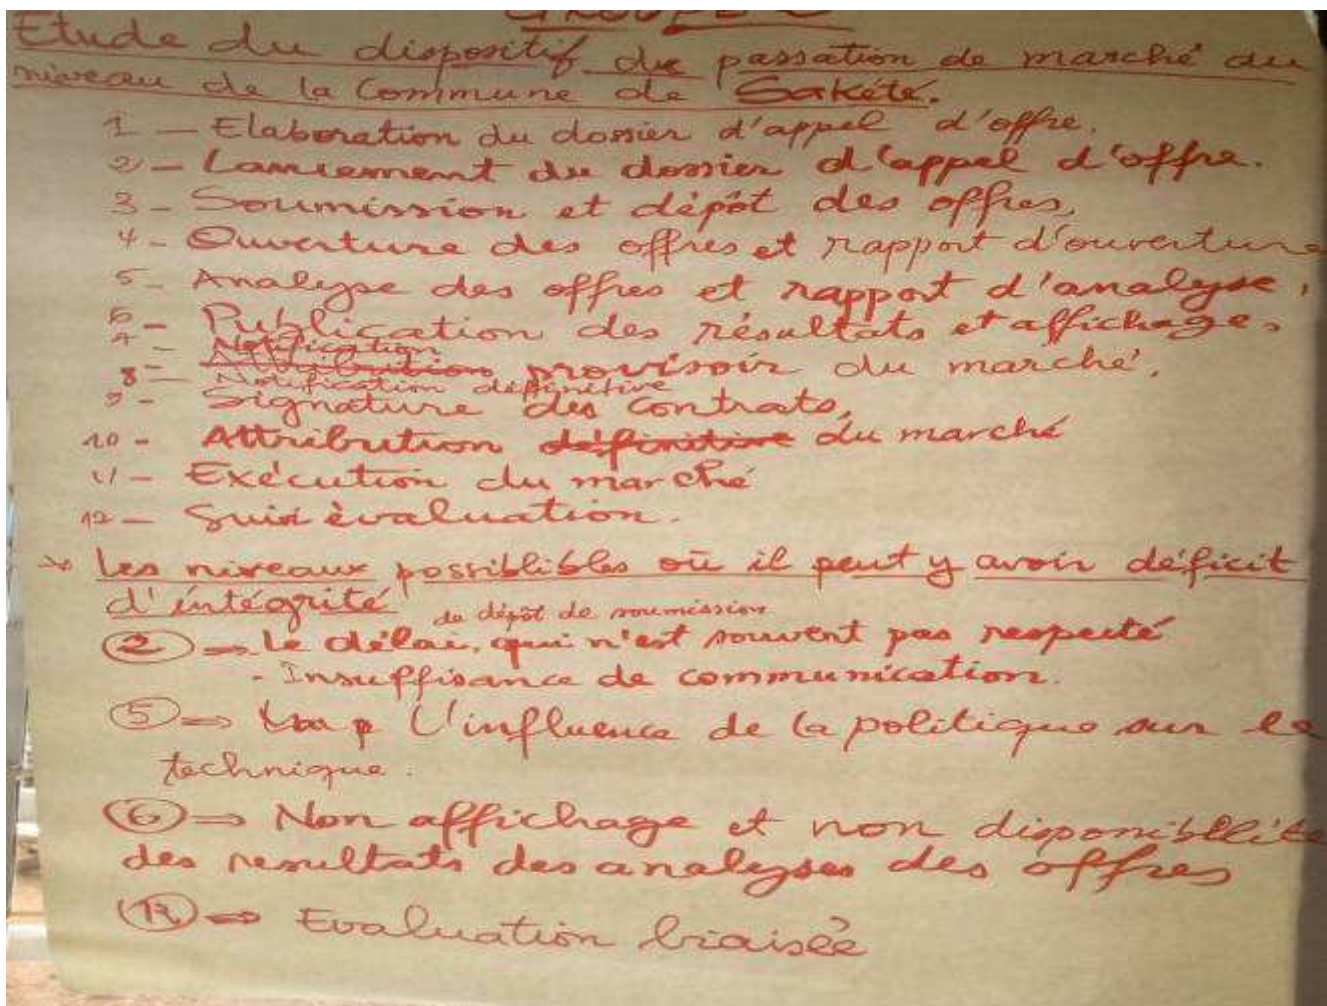 GROUPE
Etude du dispositif de passation de marché au
niveau de la Commune de Sakété.
1 - Elaboration du dossier d'appel d'offre.
2 - Lancement du dossier d'appel d'offre.
3 - Soumission et dépôt des offres,
4 - Ouverture des offres et rapport d'ouverture
5 - Analyse des offres et rapport d'analyse,
6 - Publication des résultats et affichages
7 - Notification provisoir du marché,
8 - Notification définitive
9 - Signature des contrats,
10 - Attribution définitive du marché
11 - Exécution du marché
12 - Suivi évaluation.
Les niveaux possiblibles où il peut y avoir déficit
d'intégrité
de dépôt de soumission
2 => Le délai, qui n'est souvent pas respecté
- Insuffisance de communication.
5 => L'influence de la politique sur le
technique.
6 => Non affichage et non disponibllité
des resultats des analyses des offres
12 => Evaluation biaisée